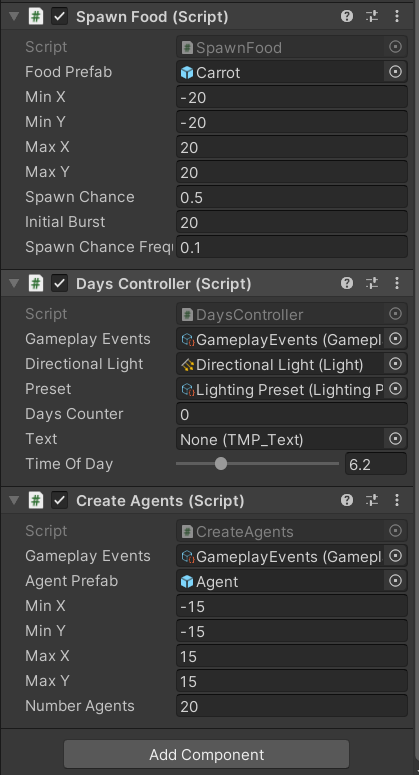 Spawn Food (Script)
Script SpawnFood
Food Prefab Carrot
Min X -20
Min Y -20
Max X 20
Max Y 20
Spawn Chance 0.5
Initial Burst 20
Spawn Chance Frequ 0.1
Days Controller (Script)
Script DaysController
Gameplay Events GameplayEvents (Gamepl
Directional Light Directional Light (Light)
Preset Lighting Preset (Lighting P
Days Counter 0
Text None (TMP_Text)
Time Of Day 6.2
Create Agents (Script)
Script CreateAgents
Gameplay Events GameplayEvents (Gamepl
Agent Prefab Agent
Min X -15
Min Y -15
Max X 15
Max Y 15
Number Agents 20
Add Component